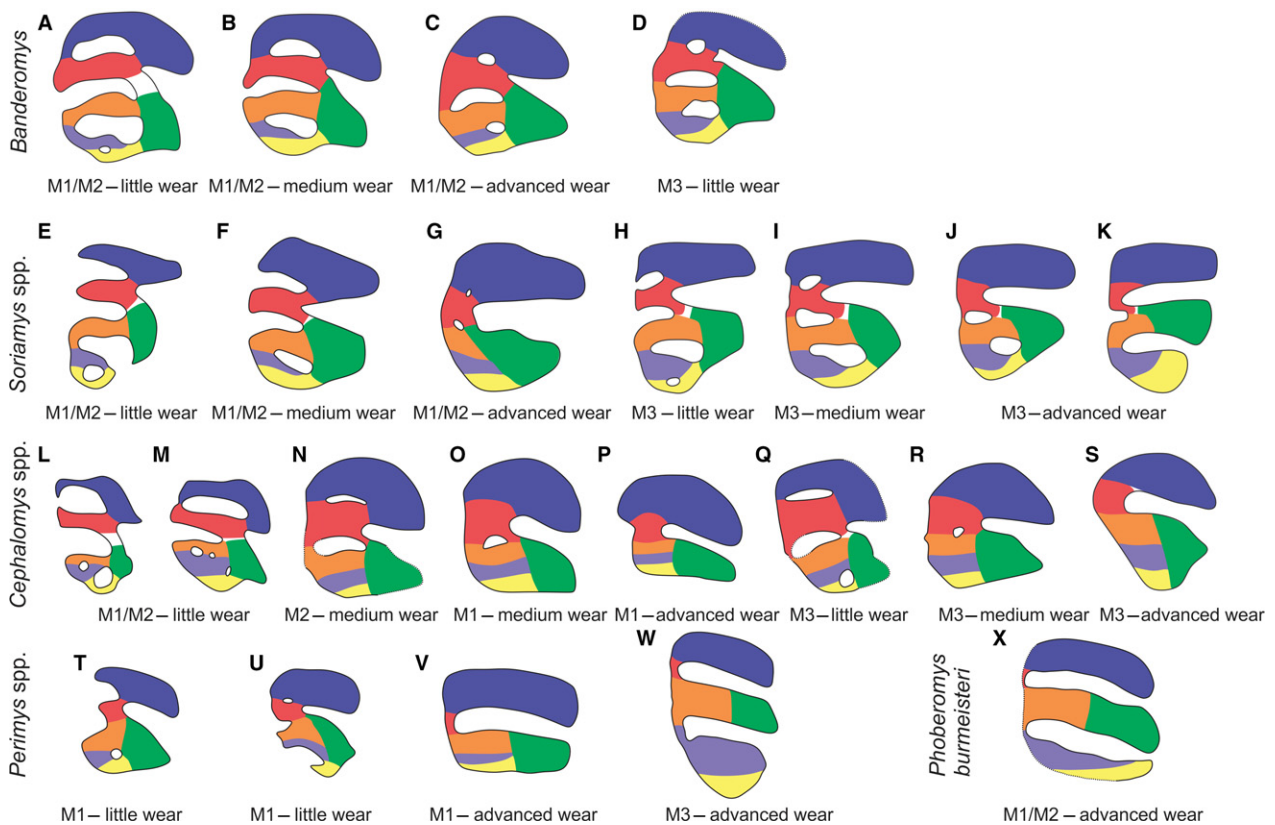 Banderomys
A B C D
M1/M2 – little wear M1/M2 – medium wear M1/M2 – advanced wear M3 – little wear
Soriamys spp.
E F G H I J K
M1/M2 – little wear M1/M2 – medium wear M1/M2 – advanced wear M3 – little wear M3 – medium wear M3 – advanced wear
Cephalomys spp.
L M N O P Q R S
M1/M2 – little wear M2 – medium wear M1 – medium wear M1 – advanced wear M3 – little wear M3 – medium wear M3 – advanced wear
Perimys spp.
T U V W X
Phoberomys
burmeisteri
M1 – little wear M1 – little wear M1 – advanced wear M3 – advanced wear M1/M2 – advanced wear